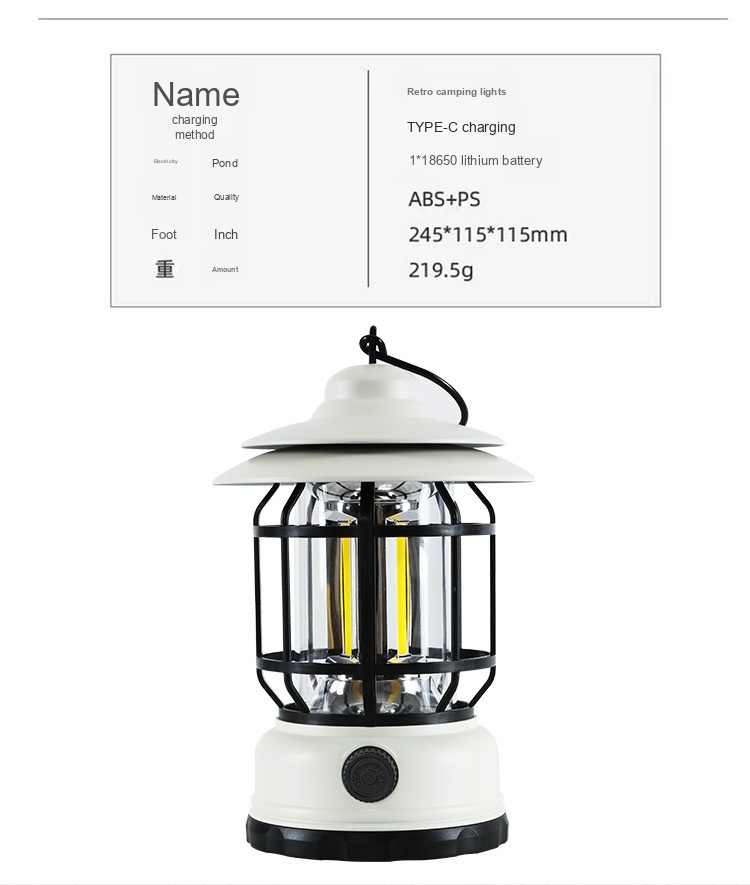 Name
Retro camping lights
charging
method
TYPE-C charging
Electricity Pond
1*18650 lithium battery
Material Quality
ABS+PS
Foot Inch
245*115*115mm
重 Amount
219.5g